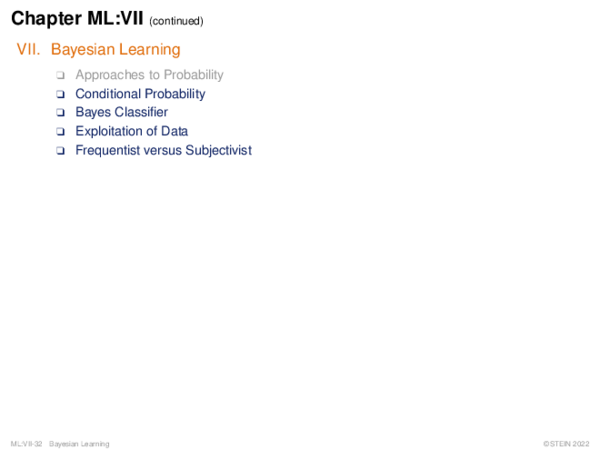 Chapter ML:VII (continued)
VII. Bayesian Learning
❑ Approaches to Probability
❑ Conditional Probability
❑ Bayes Classifier
❑ Exploitation of Data
❑ Frequentist versus Subjectivist
ML:VII-32 Bayesian Learning ©STEIN 2022